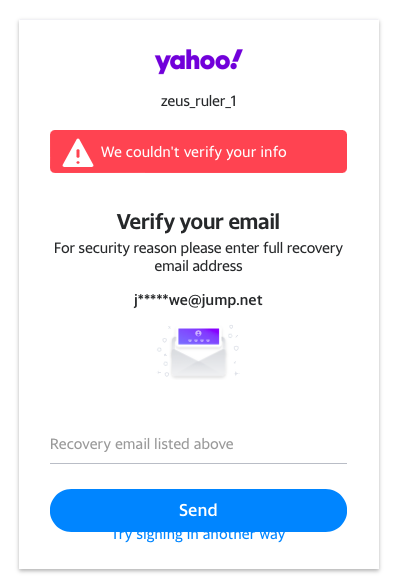 yahoo!
zeus_ruler_1
We couldn't verify your info
Verify your email
For security reason please enter full recovery
email address
j*****we@jump.net
Recovery email listed above
Send
Try signing in another way